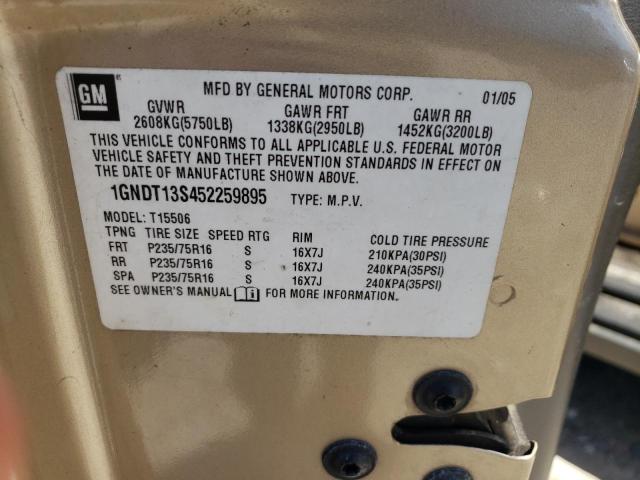 GM
MFD BY GENERAL MOTORS CORP. 01/05
GVWR GAWR FRT GAWR RR
2608KG(5750LB) 1338KG(2950LB) 1452KG(3200LB)
THIS VEHICLE CONFORMS TO ALL APPLICABLE U.S. FEDERAL MOTOR
VEHICLE SAFETY AND THEFT PREVENTION STANDARDS IN EFFECT ON
THE DATE OF MANUFACTURE SHOWN ABOVE.
1GNDT13S452259895 TYPE: M.P.V.
MODEL: T15506
TPNG TIRE SIZE SPEED RTG RIM COLD TIRE PRESSURE
FRT P235/75R16 S 16X7J 210KPA(30PSI)
RR P235/75R16 S 16X7J 240KPA(35PSI)
SPA P235/75R16 S 16X7J 240KPA(35PSI)
SEE OWNER'S MANUAL FOR MORE INFORMATION.